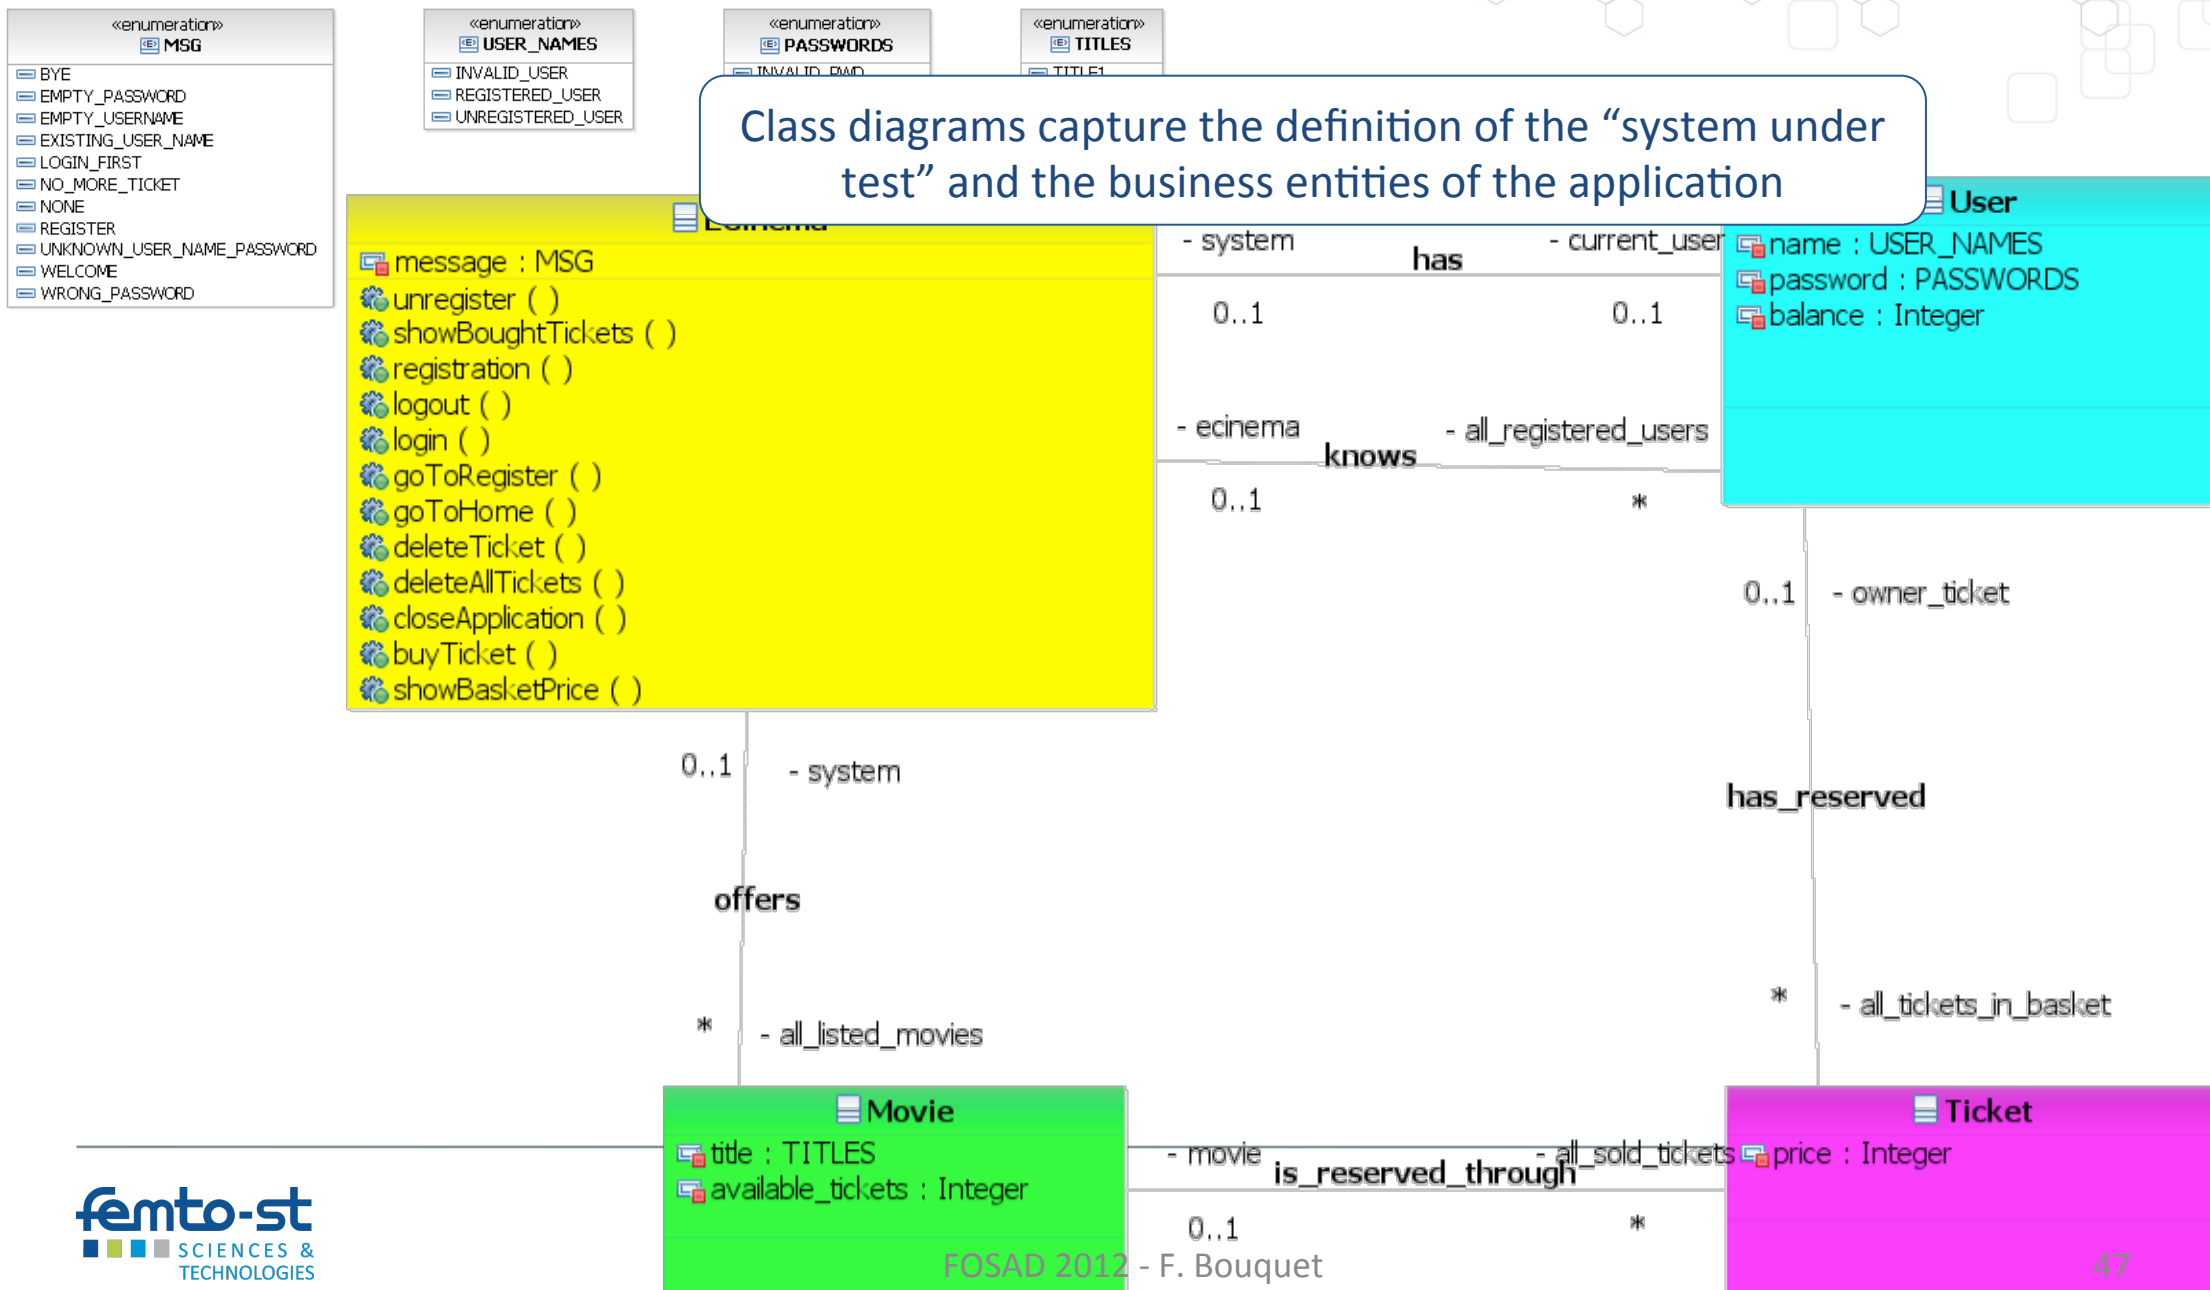 «enumeration»
MSG
BYE
EMPTY_PASSWORD
EMPTY_USERNAME
EXISTING_USER_NAME
LOGIN_FIRST
NO_MORE_TICKET
NONE
REGISTER
UNKNOWN_USER_NAME_PASSWORD
WELCOME
WRONG_PASSWORD
«enumeration»
USER_NAMES
INVALID_USER
REGISTERED_USER
UNREGISTERED_USER
«enumeration»
PASSWORDS
INVALID_PWD
«enumeration»
TITLES
TITLE1
Class diagrams capture the definition of the “system under
test” and the business entities of the application
Ecinema
message : MSG
unregister ( )
showBoughtTickets ( )
registration ( )
logout ( )
login ( )
goToRegister ( )
goToHome ( )
deleteTicket ( )
deleteAllTickets ( )
closeApplication ( )
buyTicket ( )
showBasketPrice ( )
- system
has
- current_user
0..1
0..1
- ecinema
knows
- all_registered_users
0..1
*
User
name : USER_NAMES
password : PASSWORDS
balance : Integer
0..1
- owner_ticket
has_reserved
*
- all_tickets_in_basket
0..1
- system
offers
*
- all_listed_movies
Movie
title : TITLES
available_tickets : Integer
- movie
is_reserved_through
- all_sold_tickets
0..1
*
Ticket
price : Integer
femto-st
SCIENCES &
TECHNOLOGIES
FOSAD 2012 - F. Bouquet
47